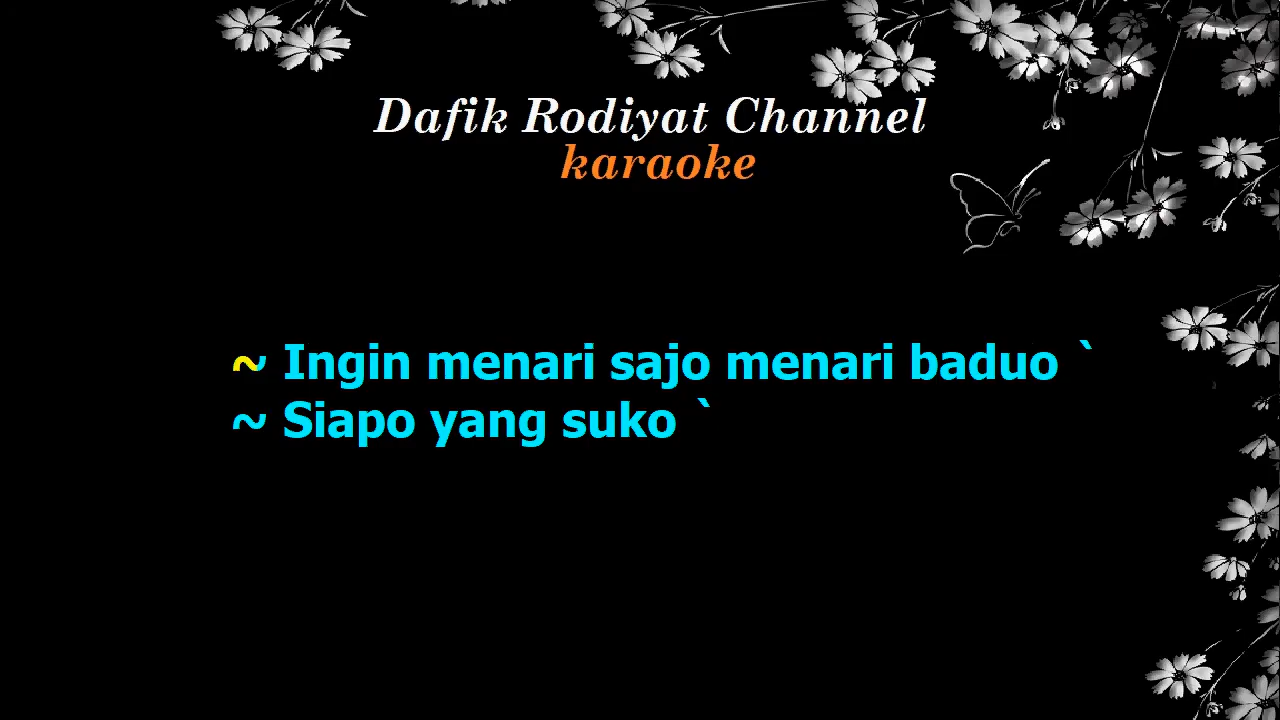 Dafik Rodiyat Channel
karaoke
~ Ingin menari sajo menari baduo `
~ Siapo yang suko `